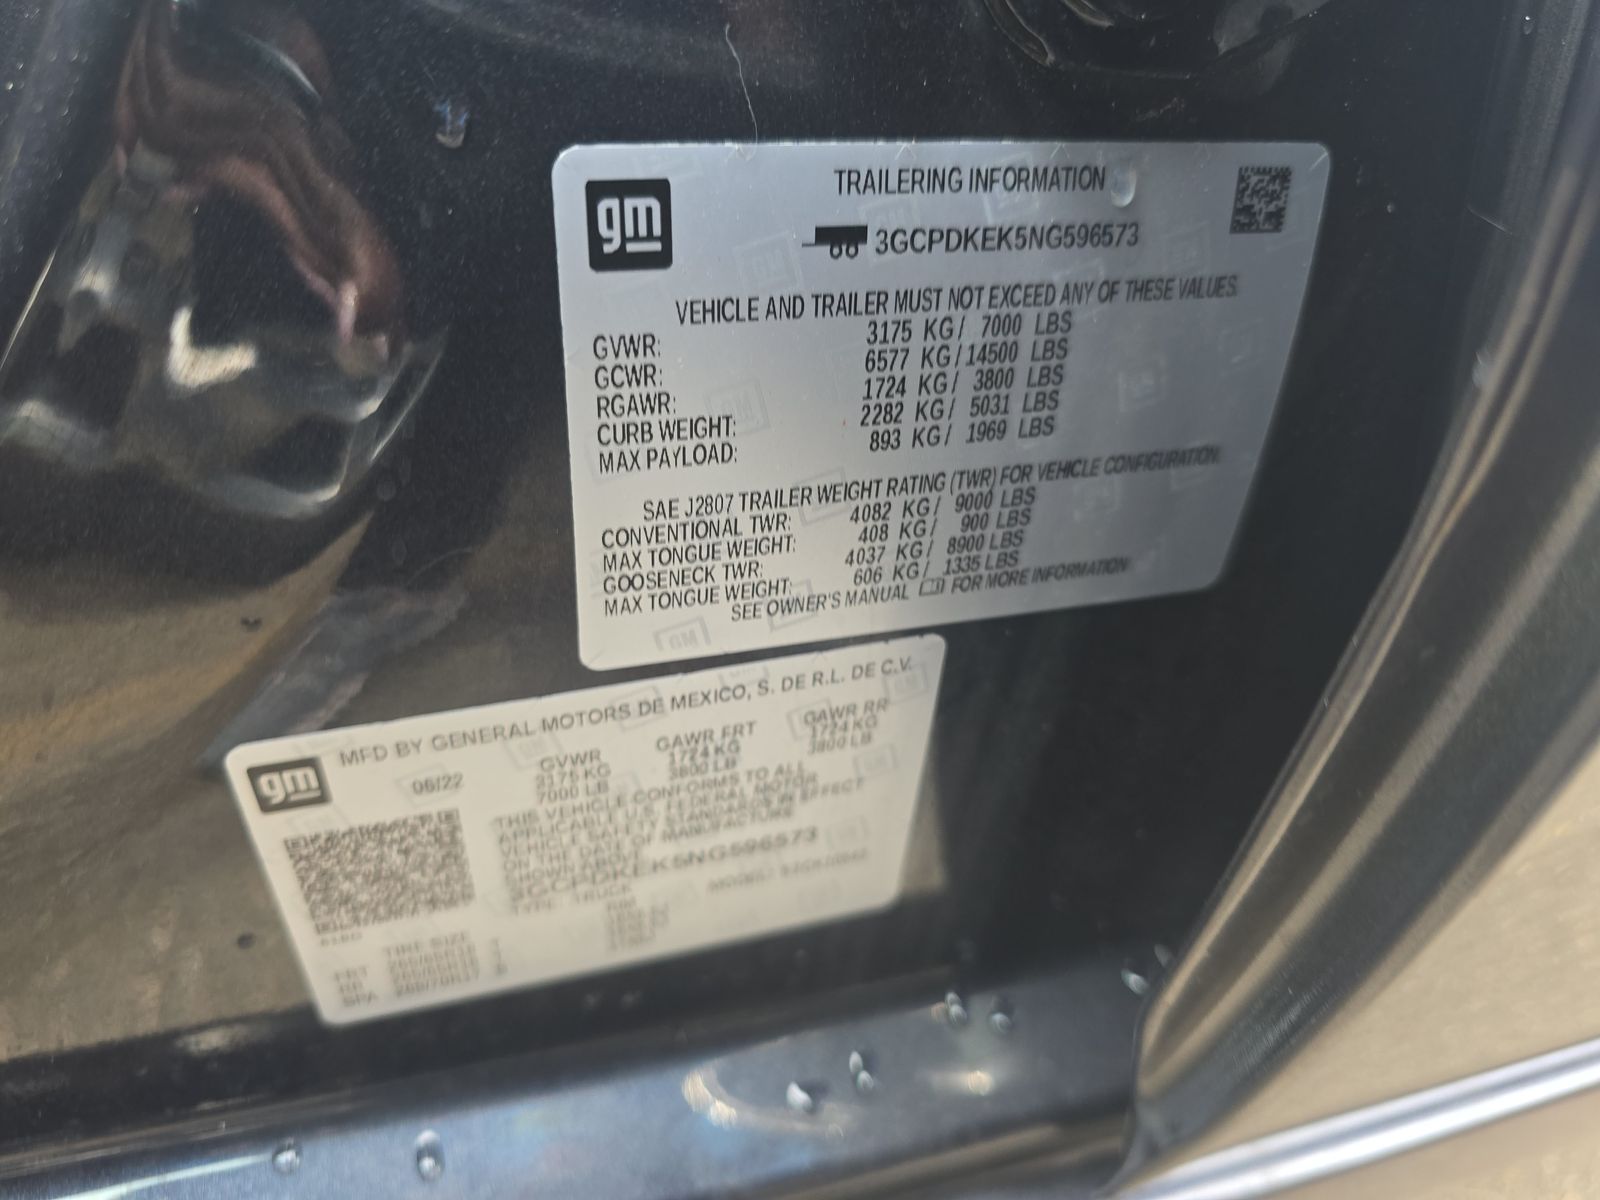 gm
TRAILERING INFORMATION
3GCPDKEK5NG596573
VEHICLE AND TRAILER MUST NOT EXCEED ANY OF THESE VALUES.
GVWR: 3175 KG/ 7000 LBS
GCWR: 6577 KG/14500 LBS
RGAWR: 1724 KG/ 3800 LBS
CURB WEIGHT: 2282 KG/ 5031 LBS
MAX PAYLOAD: 893 KG/ 1969 LBS
SAE J2807 TRAILER WEIGHT RATING (TWR) FOR VEHICLE CONFIGURATION.
CONVENTIONAL TWR: 4082 KG/ 9000 LBS
MAX TONGUE WEIGHT: 408 KG/ 900 LBS
GOOSENECK TWR: 4037 KG/ 8900 LBS
MAX TONGUE WEIGHT: 606 KG/ 1335 LBS
SEE OWNER'S MANUAL FOR MORE INFORMATION.
gm
MFD BY GENERAL MOTORS DE MEXICO, S. DE R.L. DE C.V.
06/22 GVWR GAWR FRT GAWR RR
3175 KG 1724 KG 1724 KG
7000 LB 3800 LB 3800 LB
THIS VEHICLE CONFORMS TO ALL
APPLICABLE U.S. FEDERAL MOTOR
VEHICLE SAFETY STANDARDS IN EFFECT
ON THE DATE OF MANUFACTURE
SHOWN ABOVE.
3GCPDKEK5NG596573
TYPE: TRUCK MODEL:
TIRE SIZE RIM
FRT
RR
SPA